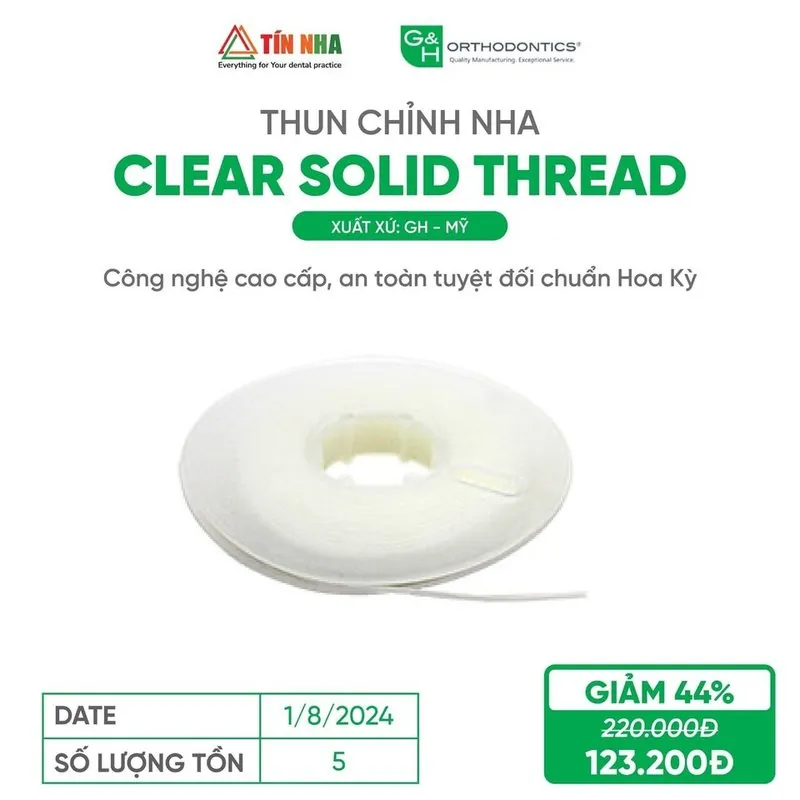 TÍN NHA
Everything for Your dental practice
G&H ORTHODONTICS®
Quality Manufacturing. Exceptional Service.
THUN CHỈNH NHA
CLEAR SOLID THREAD
XUẤT XỨ: GH - MỸ
Công nghệ cao cấp, an toàn tuyệt đối chuẩn Hoa Kỳ
DATE 1/8/2024
SỐ LƯỢNG TỒN 5
GIẢM 44%
220.000Đ
123.200Đ